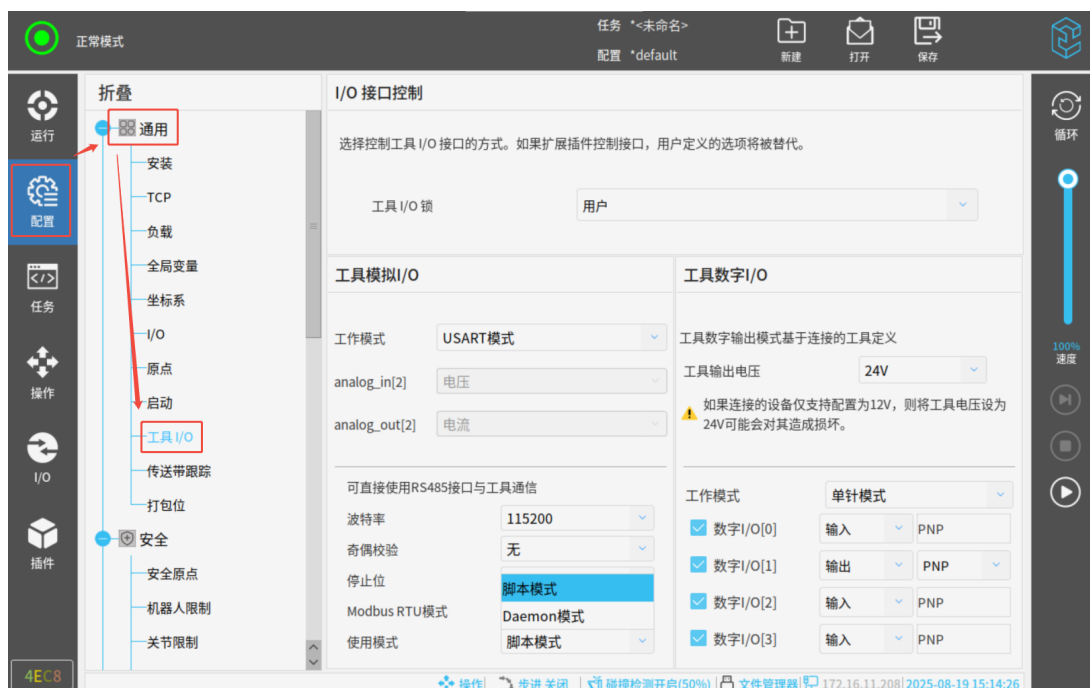 正常模式
任务 *<未命名>
配置 *default
新建
打开
保存
运行
配置
任务
操作
I/O
插件
4EC8
折叠
通用
安装
TCP
负载
全局变量
坐标系
I/O
原点
启动
工具 I/O
传送带跟踪
打包位
安全
安全原点
机器人限制
关节限制
I/O 接口控制
选择控制工具 I/O 接口的方式。如果扩展插件控制接口，用户定义的选项将被替代。
工具 I/O 锁 用户
工具模拟I/O
工作模式 USART模式
analog_in[2] 电压
analog_out[2] 电流
可直接使用RS485接口与工具通信
波特率 115200
奇偶校验 无
停止位
脚本模式
Modbus RTU模式
Daemon模式
使用模式 脚本模式
工具数字I/O
工具数字输出模式基于连接的工具定义
工具输出电压 24V
如果连接的设备仅支持配置为12V，则将工具电压设为
24V可能会对其造成损坏。
工作模式 单针模式
数字I/O[0] 输入 PNP
数字I/O[1] 输出 PNP
数字I/O[2] 输入 PNP
数字I/O[3] 输入 PNP
循环
100%
速度
操作 步进 关闭 碰撞检测开启(50%) 文件管理器 172.16.11.208 2025-08-19 15:14:26